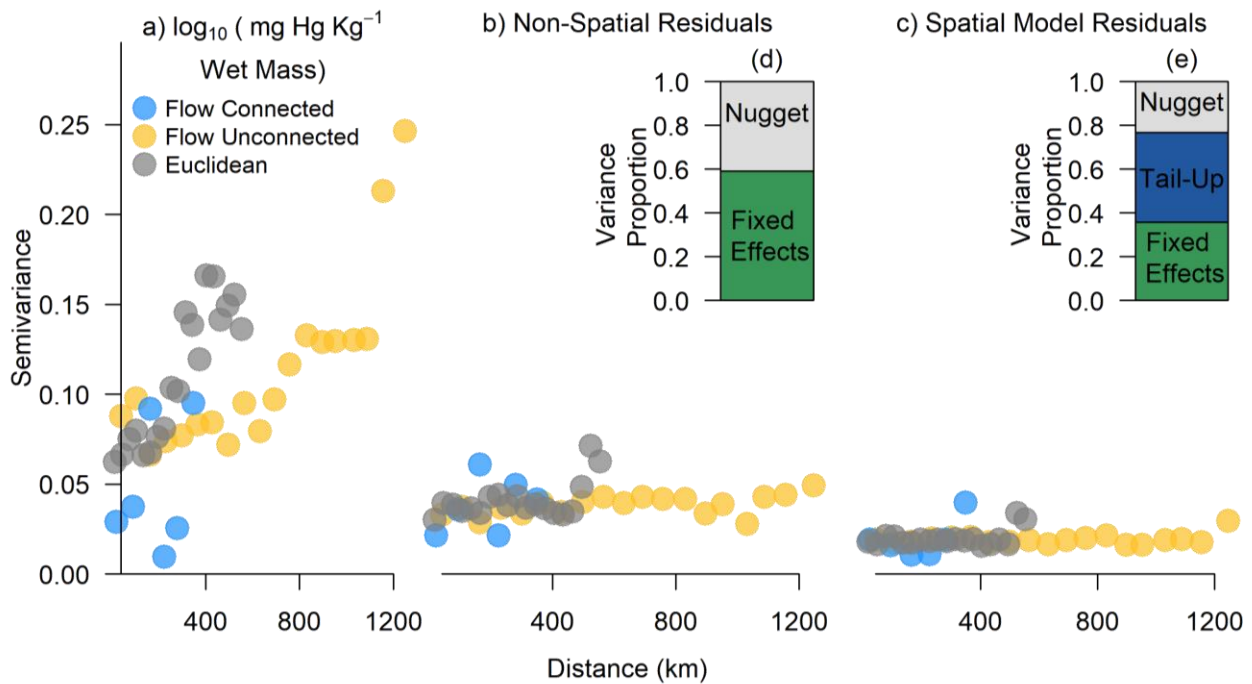 a) log₁₀ ( mg Hg Kg⁻¹
Wet Mass)
Flow Connected
Flow Unconnected
Euclidean
Semivariance
0.25
0.20
0.15
0.10
0.05
0.00
400
800
1200
b) Non-Spatial Residuals
(d)
Variance
Proportion
1.0
0.8
0.6
0.4
0.2
0.0
Nugget
Fixed
Effects
400
800
1200
c) Spatial Model Residuals
(e)
Variance
Proportion
1.0
0.8
0.6
0.4
0.2
0.0
Nugget
Tail-Up
Fixed
Effects
400
800
1200
Distance (km)